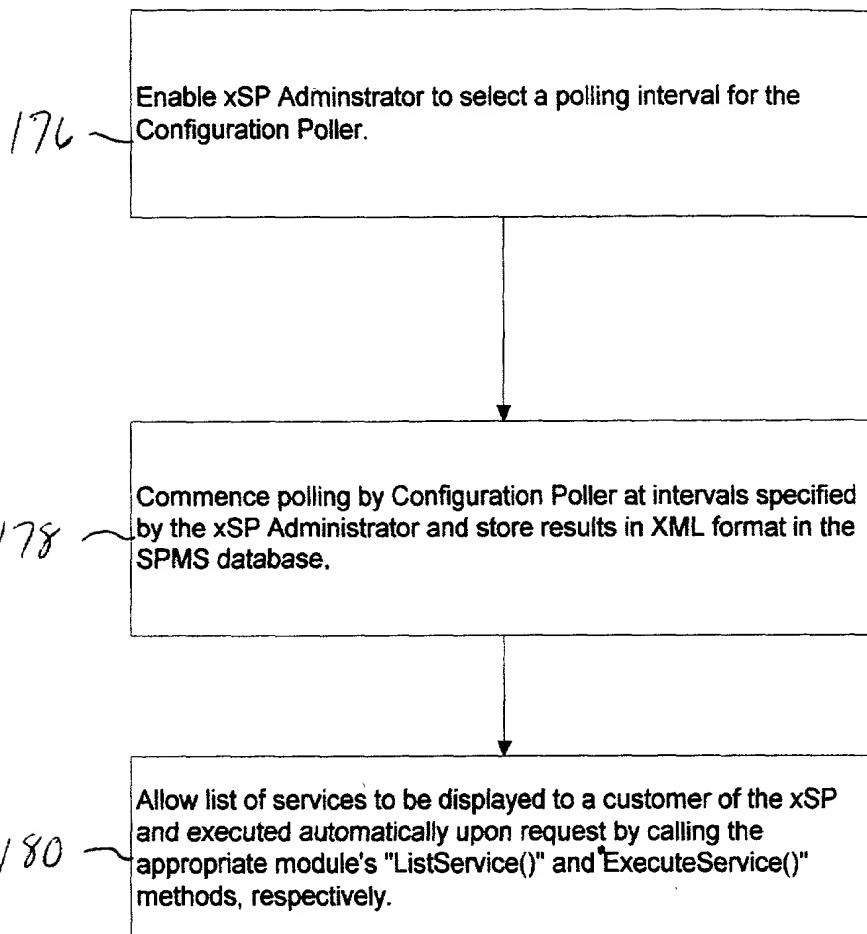 Enable xSP Adminstrator to select a polling interval for the
176
Configuration Poller.
Commence polling by Configuration Poller at intervals specified
178
by the xSP Administrator and store results in XML format in the
SPMS database.
Allow list of services to be displayed to a customer of the xSP
and executed automatically upon request by calling the
180
appropriate module's "ListService()" and "ExecuteService()"
methods, respectively.